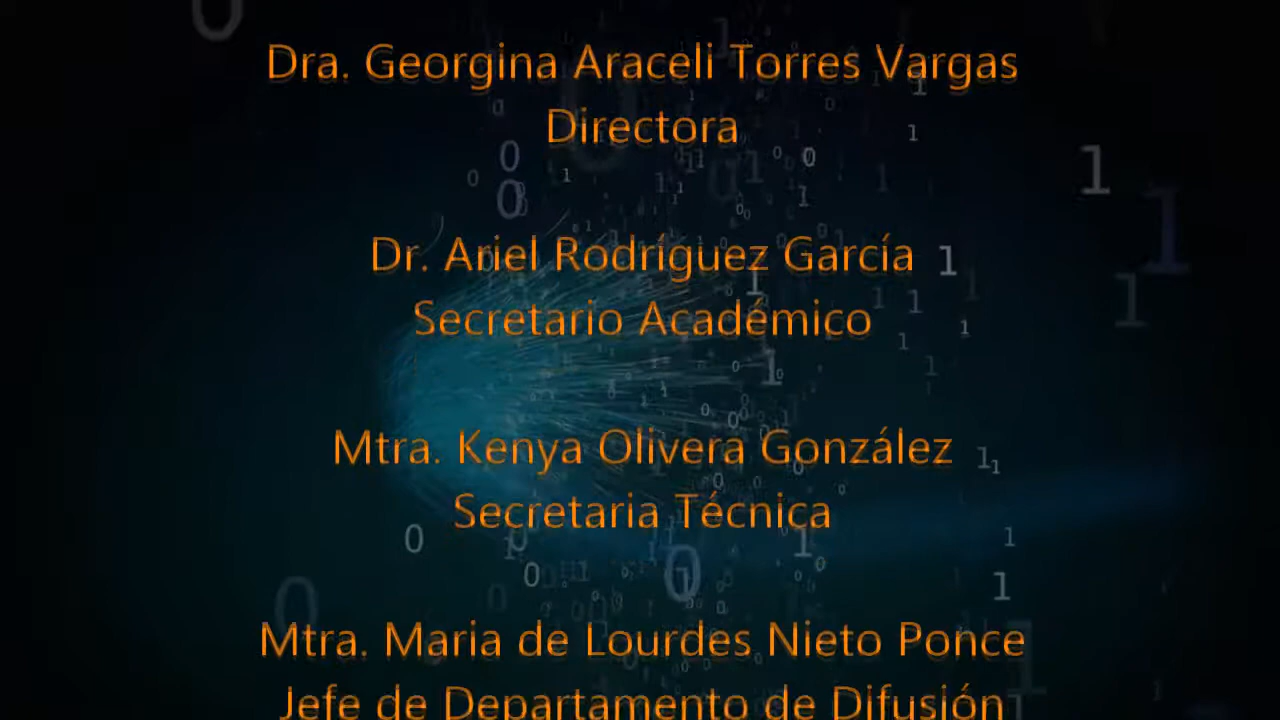 Dra. Georgina Araceli Torres Vargas
Directora
Dr. Ariel Rodríguez García
Secretario Académico
Mtra. Kenya Olivera González
Secretaria Técnica
Mtra. Maria de Lourdes Nieto Ponce
Jefe de Departamento de Difusión